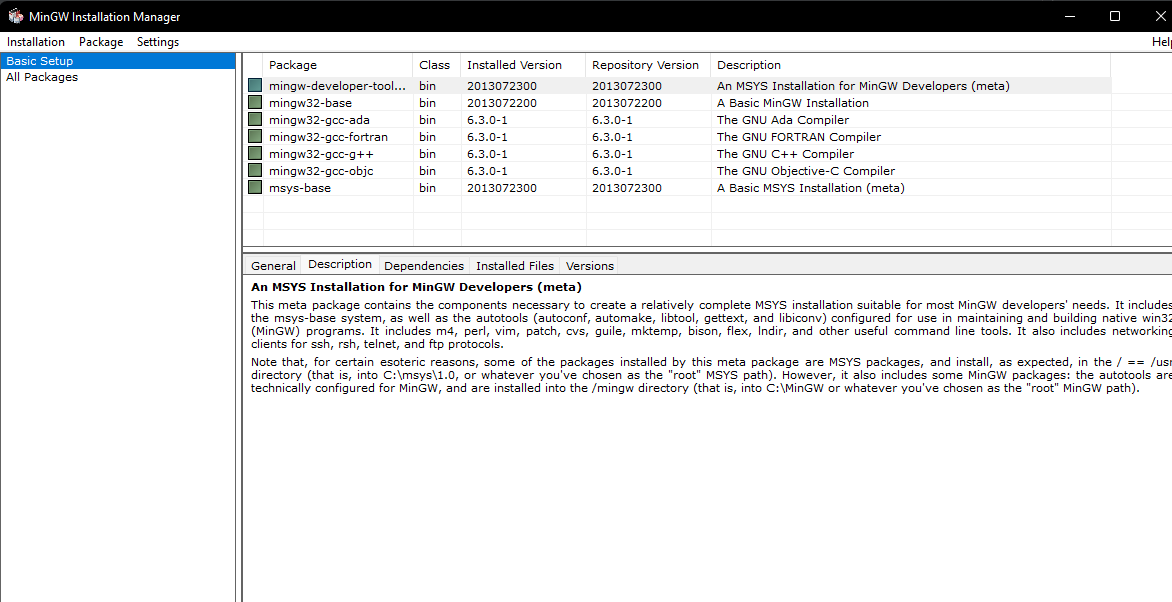 MinGW Installation Manager
Installation Package Settings
Basic Setup
All Packages
Package Class Installed Version Repository Version Description
mingw-developer-tool... bin 2013072300 2013072300 An MSYS Installation for MinGW Developers (meta)
mingw32-base bin 2013072200 2013072200 A Basic MinGW Installation
mingw32-gcc-ada bin 6.3.0-1 6.3.0-1 The GNU Ada Compiler
mingw32-gcc-fortran bin 6.3.0-1 6.3.0-1 The GNU FORTRAN Compiler
mingw32-gcc-g++ bin 6.3.0-1 6.3.0-1 The GNU C++ Compiler
mingw32-gcc-objc bin 6.3.0-1 6.3.0-1 The GNU Objective-C Compiler
msys-base bin 2013072300 2013072300 A Basic MSYS Installation (meta)
General Description Dependencies Installed Files Versions
An MSYS Installation for MinGW Developers (meta)
This meta package contains the components necessary to create a relatively complete MSYS installation suitable for most MinGW developers' needs. It includes
the msys-base system, as well as the autotools (autoconf, automake, libtool, gettext, and libiconv) configured for use in maintaining and building native win32
(MinGW) programs. It includes m4, perl, vim, patch, cvs, guile, mktemp, bison, flex, lndir, and other useful command line tools. It also includes networking
clients for ssh, rsh, telnet, and ftp protocols.
Note that, for certain esoteric reasons, some of the packages installed by this meta package are MSYS packages, and install, as expected, in the / == /usr
directory (that is, into C:\msys\1.0, or whatever you've chosen as the "root" MSYS path). However, it also includes some MinGW packages: the autotools are
technically configured for MinGW, and are installed into the /mingw directory (that is, into C:\MinGW or whatever you've chosen as the "root" MinGW path).